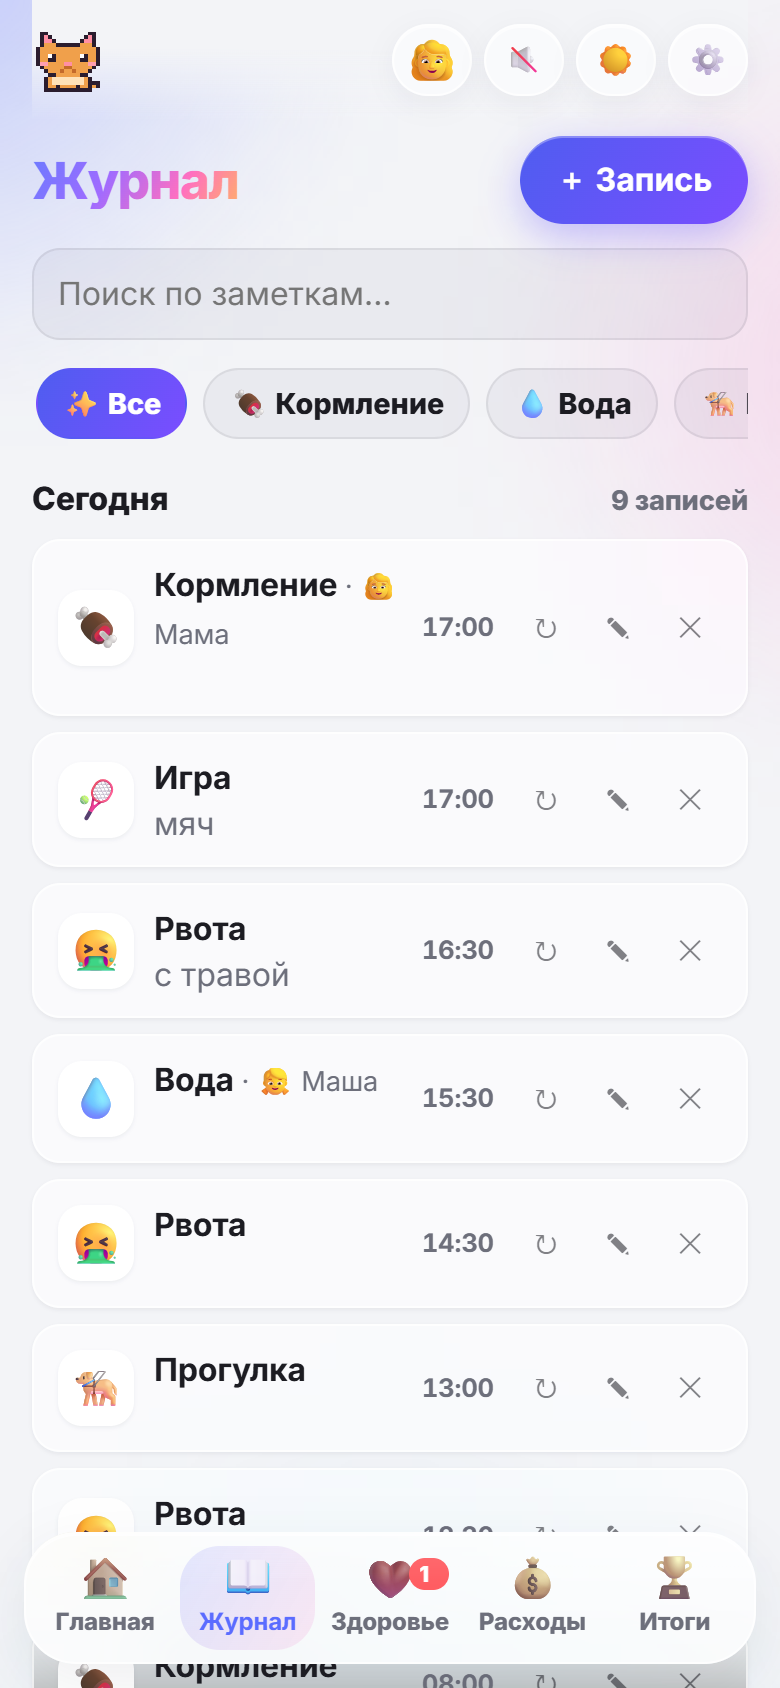 Журнал
+ Запись
Поиск по заметкам...
Все
Кормление
Вода
Сегодня
9 записей
Кормление ·
Мама
17:00
Игра
мяч
17:00
Рвота
с травой
16:30
Вода · Маша
15:30
Рвота
14:30
Прогулка
13:00
Рвота
1
Главная
Журнал
Здоровье
Расходы
Итоги
Кормление
08:00